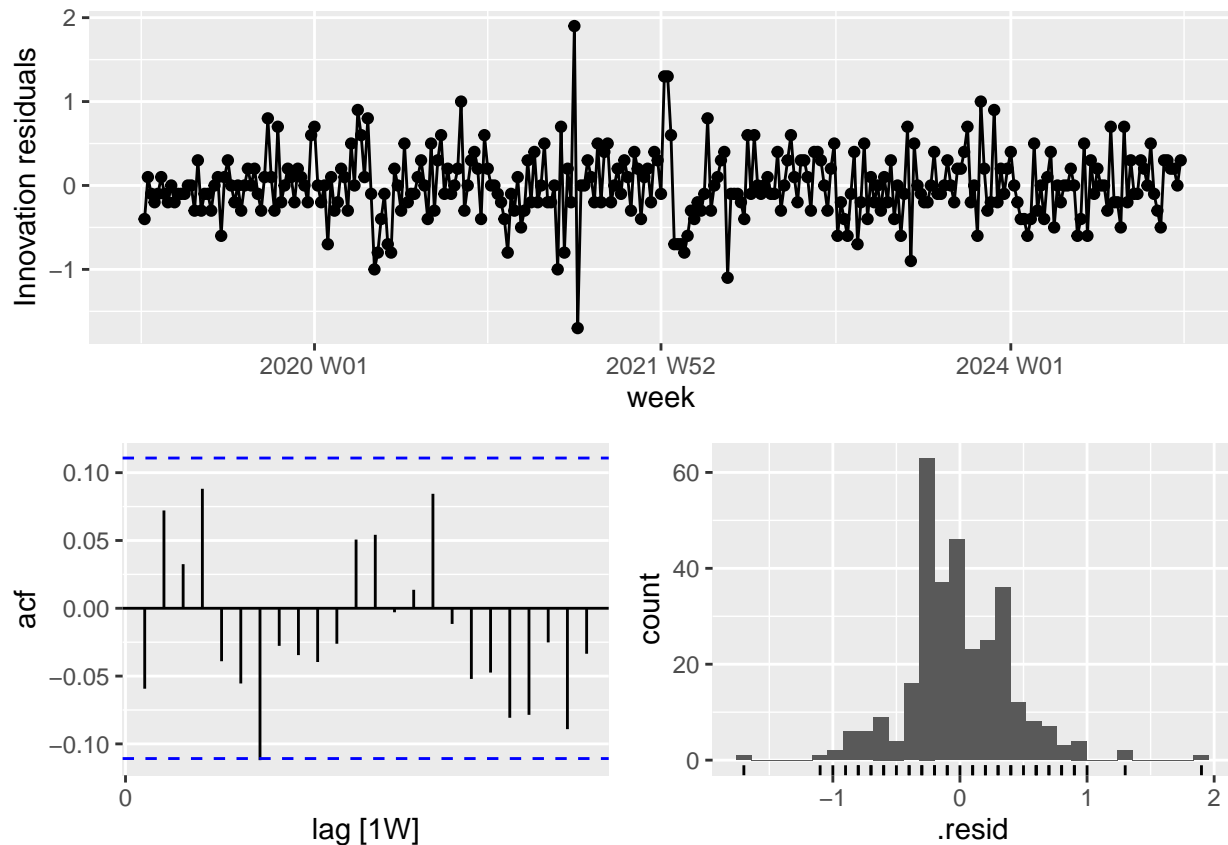 2
1
0
−1
Innovation residuals
2020 W01
2021 W52
2024 W01
week
0.10
0.05
0.00
−0.05
−0.10
acf
0
lag [1W]
60
40
20
0
count
−1
0
1
2
.resid